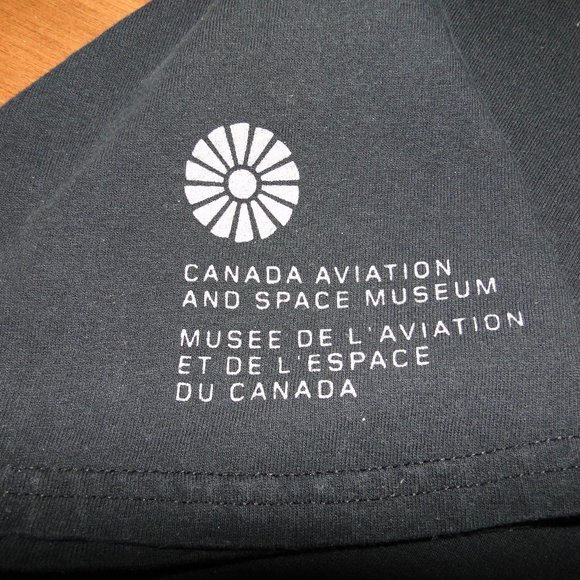 CANADA AVIATION
AND SPACE MUSEUM
MUSEE DE L'AVIATION
ET DE L'ESPACE
DU CANADA